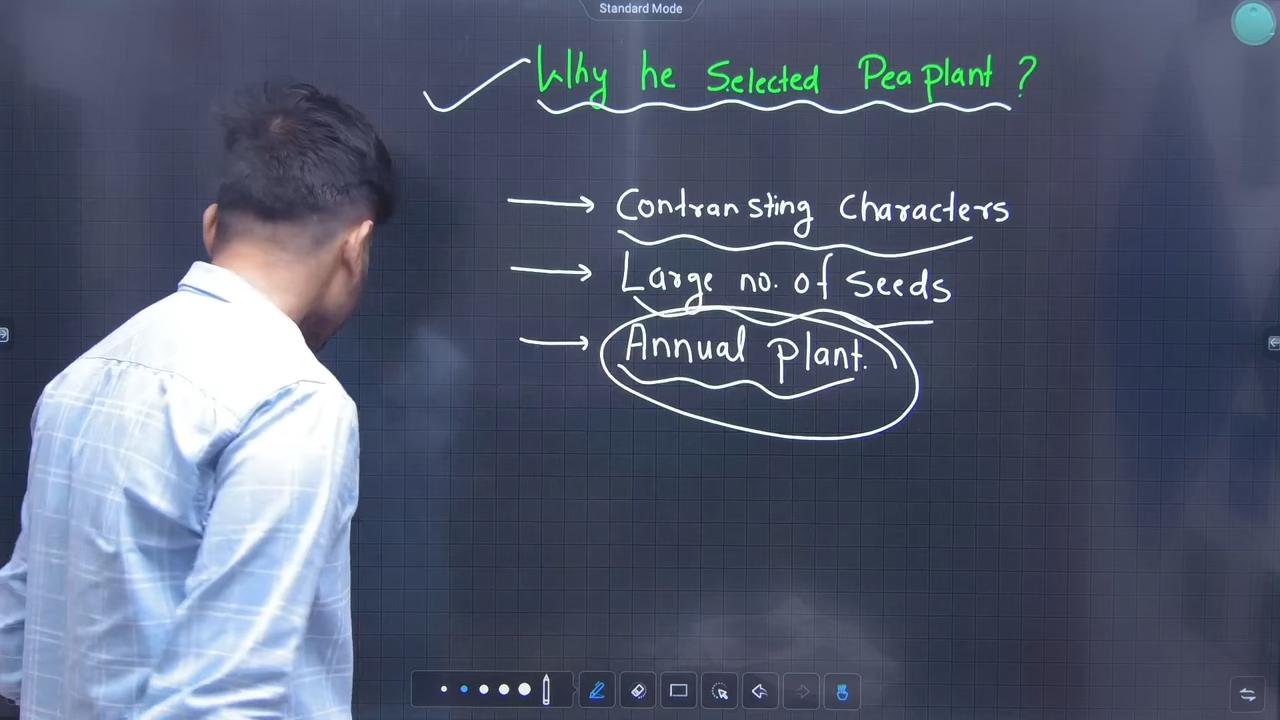 Standard Mode
Why he Selected Pea plant ?
Contransting Characters
Large no. of Seeds
Annual plant.